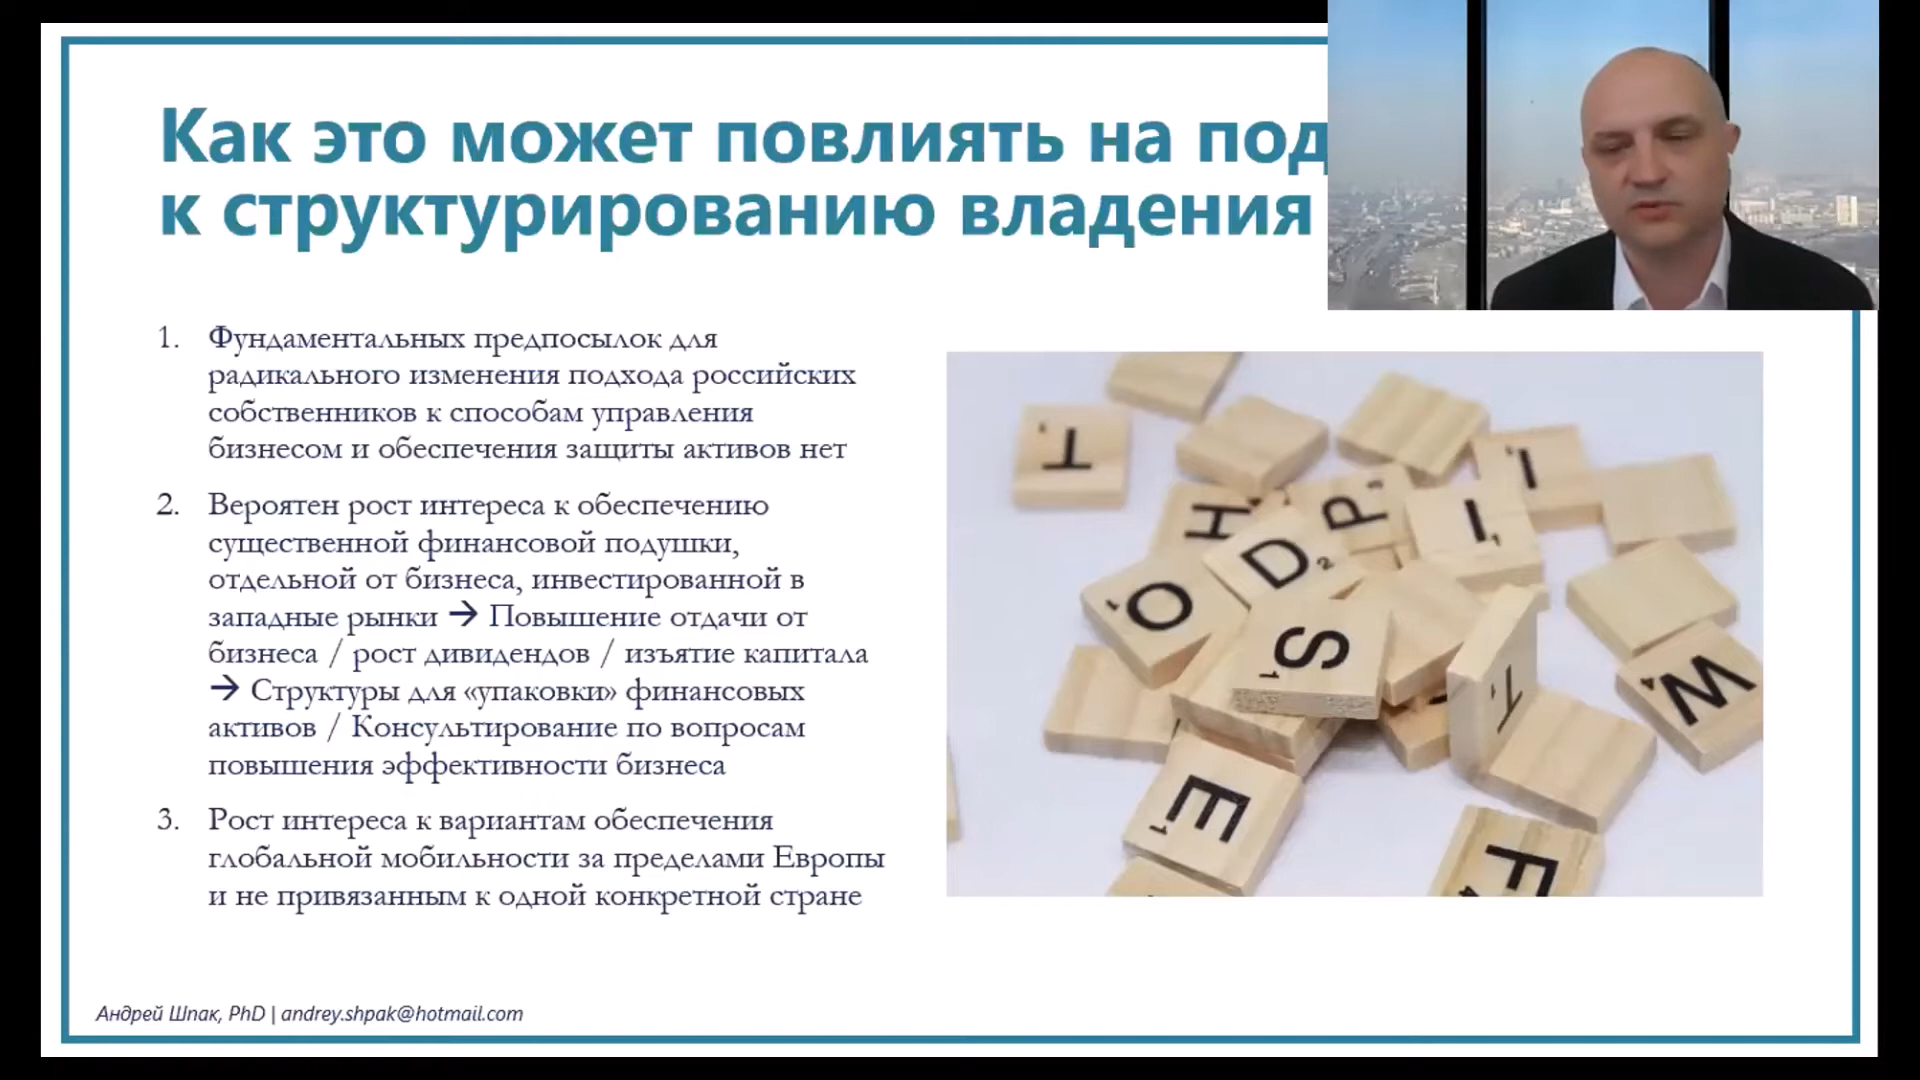 Как это может повлиять на под
к структурированию владения
1. Фундаментальных предпосылок для
радикального изменения подхода российских
собственников к способам управления
бизнесом и обеспечения защиты активов нет
2. Вероятен рост интереса к обеспечению
существенной финансовой подушки,
отдельной от бизнеса, инвестированной в
западные рынки → Повышение отдачи от
бизнеса / рост дивидендов / изъятие капитала
→ Структуры для «упаковки» финансовых
активов / Консультирование по вопросам
повышения эффективности бизнеса
3. Рост интереса к вариантам обеспечения
глобальной мобильности за пределами Европы
и не привязанным к одной конкретной стране
T
I
H
P
I
D
O
S
W
T
E
F
Андрей Шпак, PhD | andrey.shpak@hotmail.com